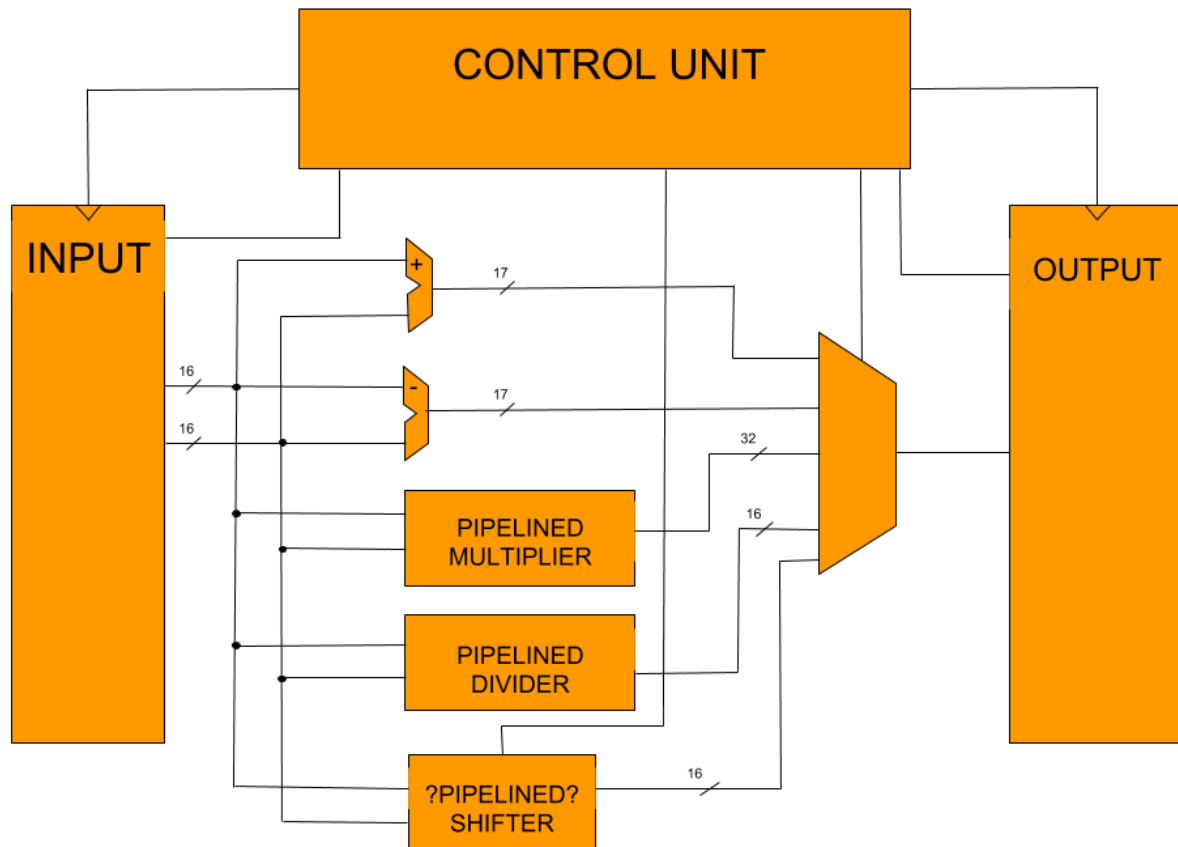 CONTROL UNIT
INPUT
OUTPUT
+
17
16
-
17
16
32
PIPELINED
MULTIPLIER
16
PIPELINED
DIVIDER
16
?PIPELINED?
SHIFTER